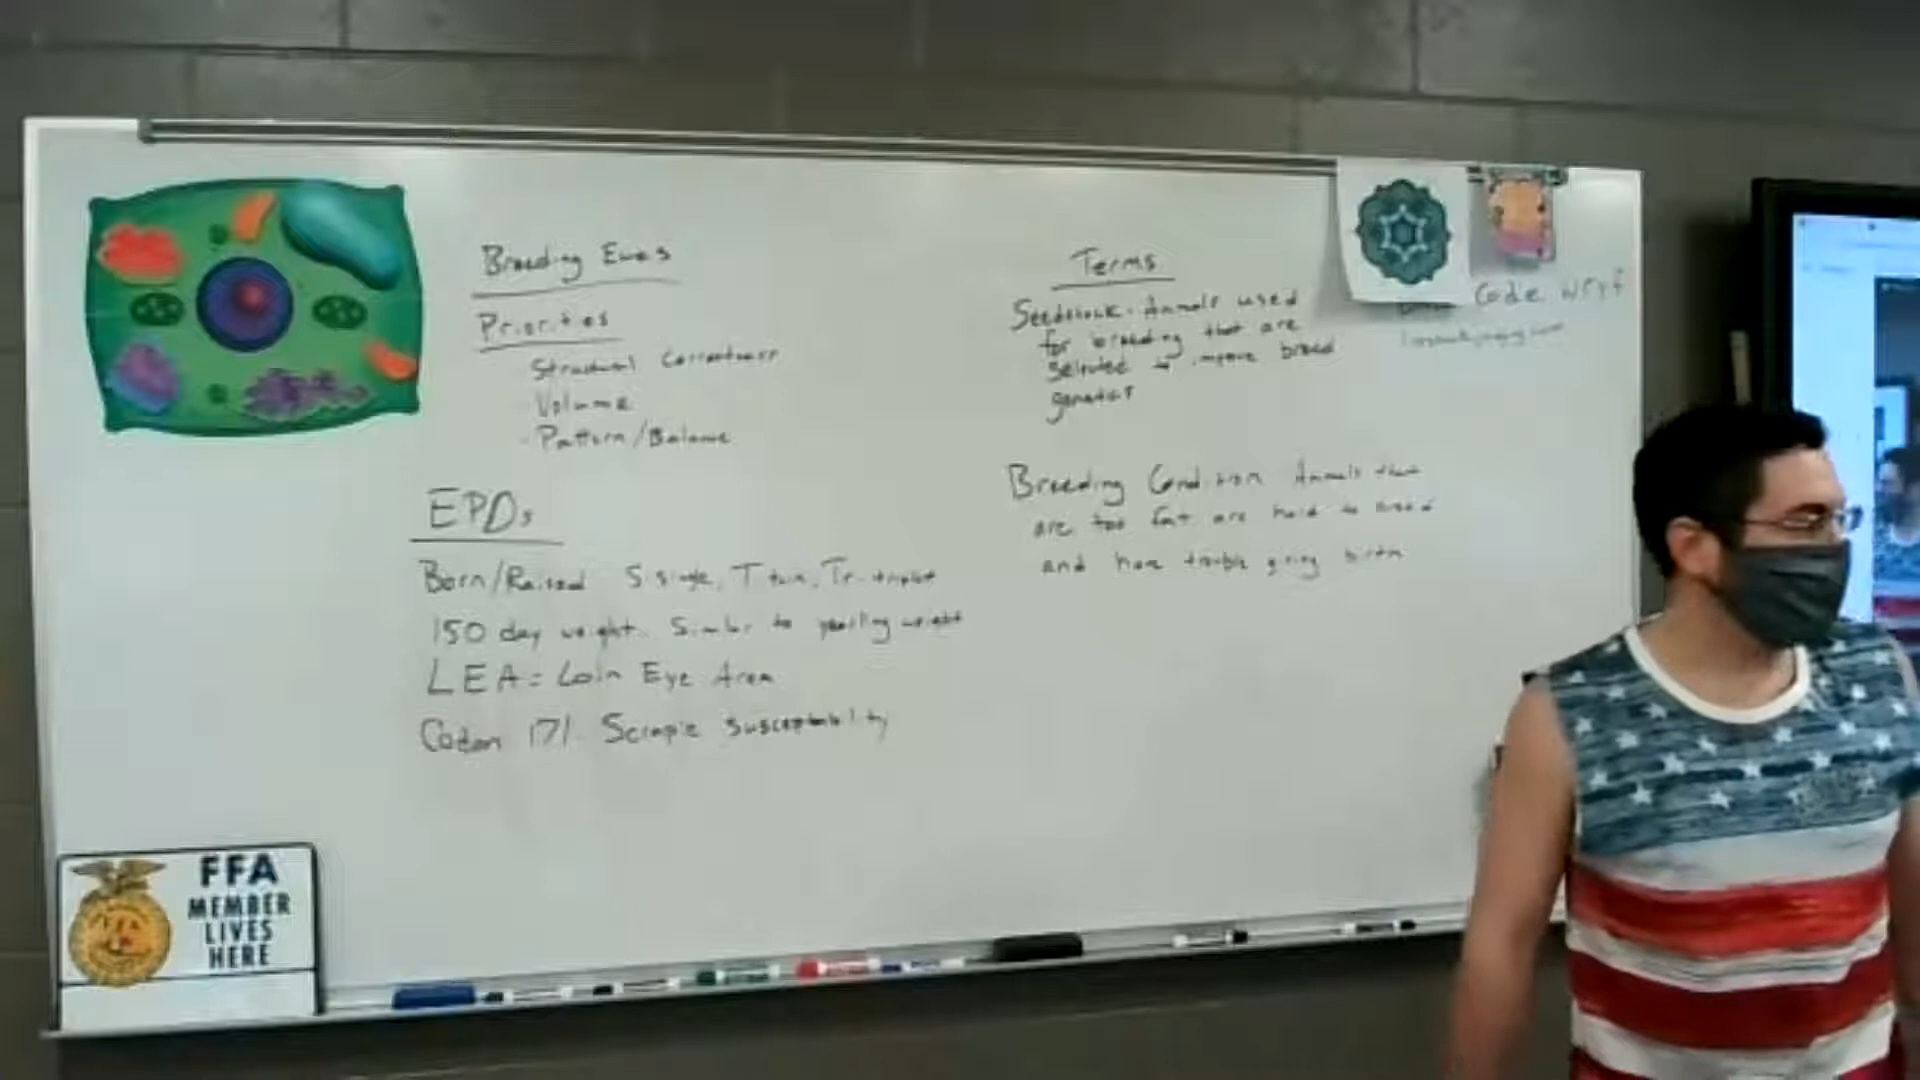 Breeding Ewes
Priorities
- Structural Correctness
- Volume
- Pattern/Balance
EPDs
Born/Raised S single, T twin, Tr-triplet
150 day weight. Similar to yearling weight
LEA = Loin Eye Area
Codon 171. Scrapie susceptability
Terms
Seedstock - Animals used
for breeding that are
selected to improve breed
genetics
Breeding Condition Animals that
are too fat are hard to breed
and have trouble giving birth
Code
FFA
MEMBER
LIVES
HERE